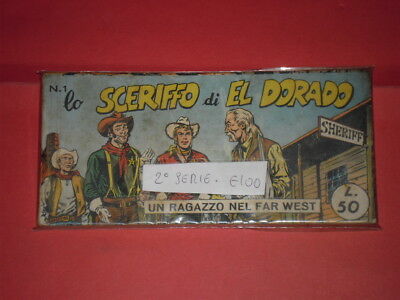 N.1
lo SCERIFFO di EL DORADO
SHERIFF
2° SERIE. €100
UN RAGAZZO NEL FAR WEST
L. 50